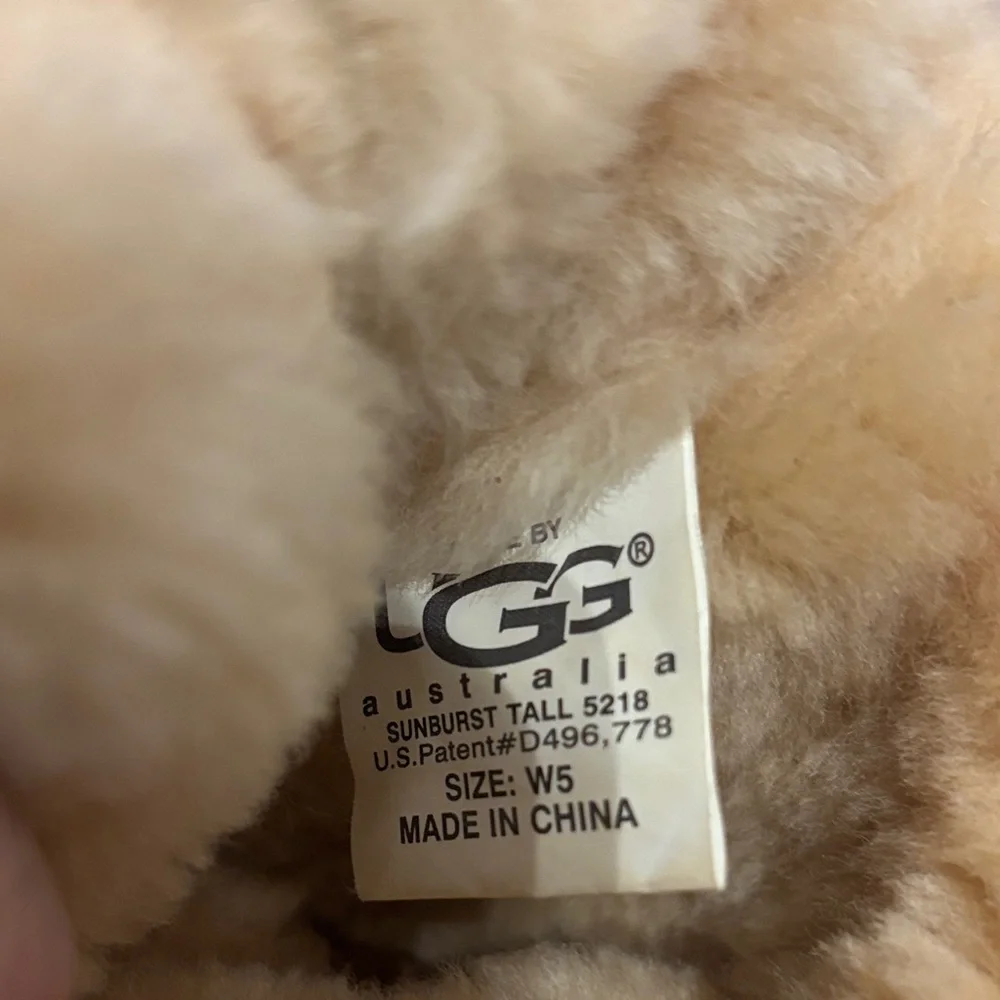 BY
UGG®
australia
SUNBURST TALL 5218
U.S.Patent#D496,778
SIZE: W5
MADE IN CHINA